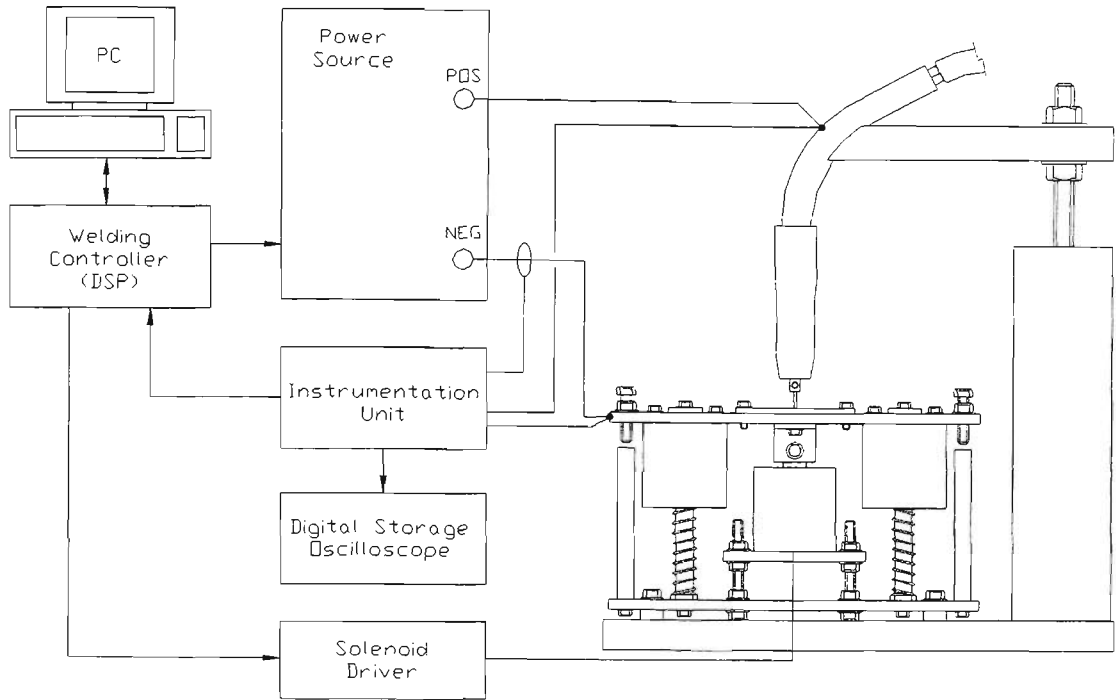 PC
Power
Source
POS
NEG
Welding
Controller
(DSP)
Instrumentation
Unit
Digital Storage
Oscilloscope
Solenoid
Driver